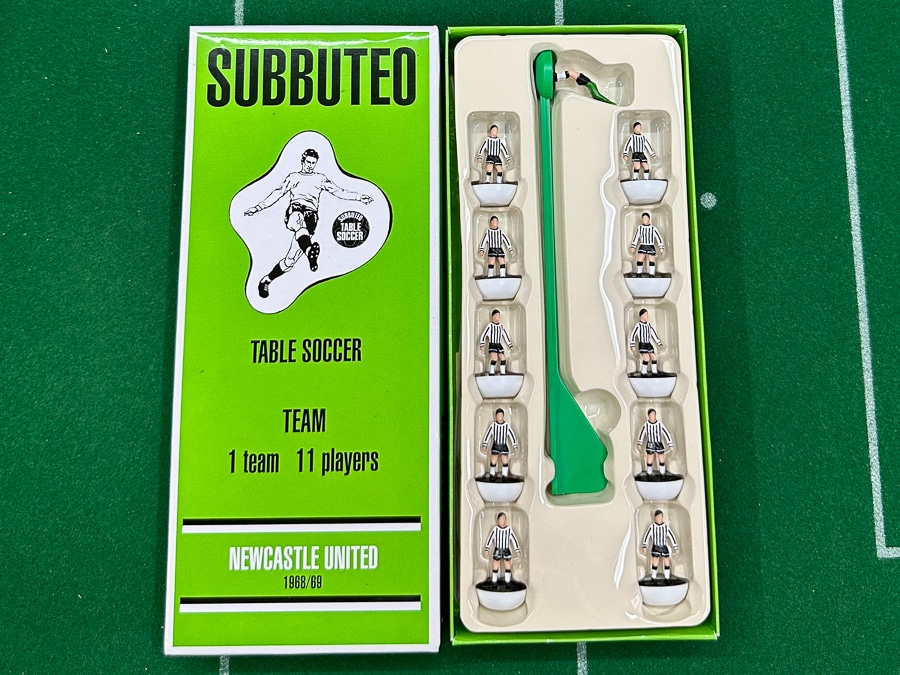 SUBBUTEO
SUBBUTEO
TABLE
SOCCER
TABLE SOCCER
TEAM
1 team 11 players
NEWCASTLE UNITED
1968/69